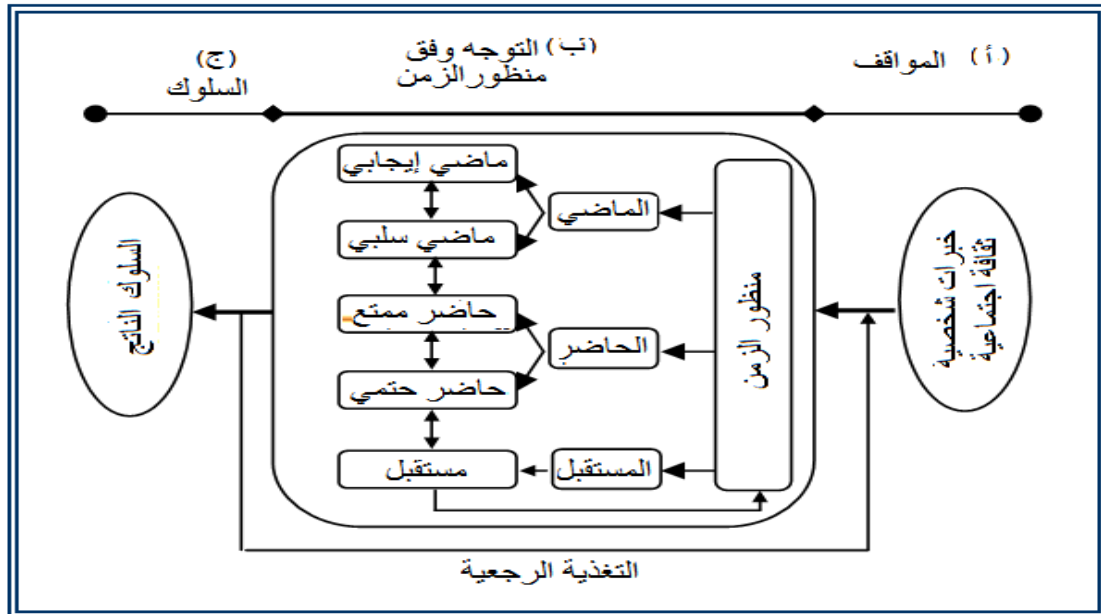 (أ) المواقف
(ب) التوجه وفق
منظور الزمن
(ج)
السلوك
خبرات شخصية
ثقافة اجتماعية
منظور الزمن
الماضي
الحاضر
المستقبل
ماضي إيجابي
ماضي سلبي
حاضر ممتع
حاضر حتمي
مستقبل
السلوك الناتج
التغذية الرجعية